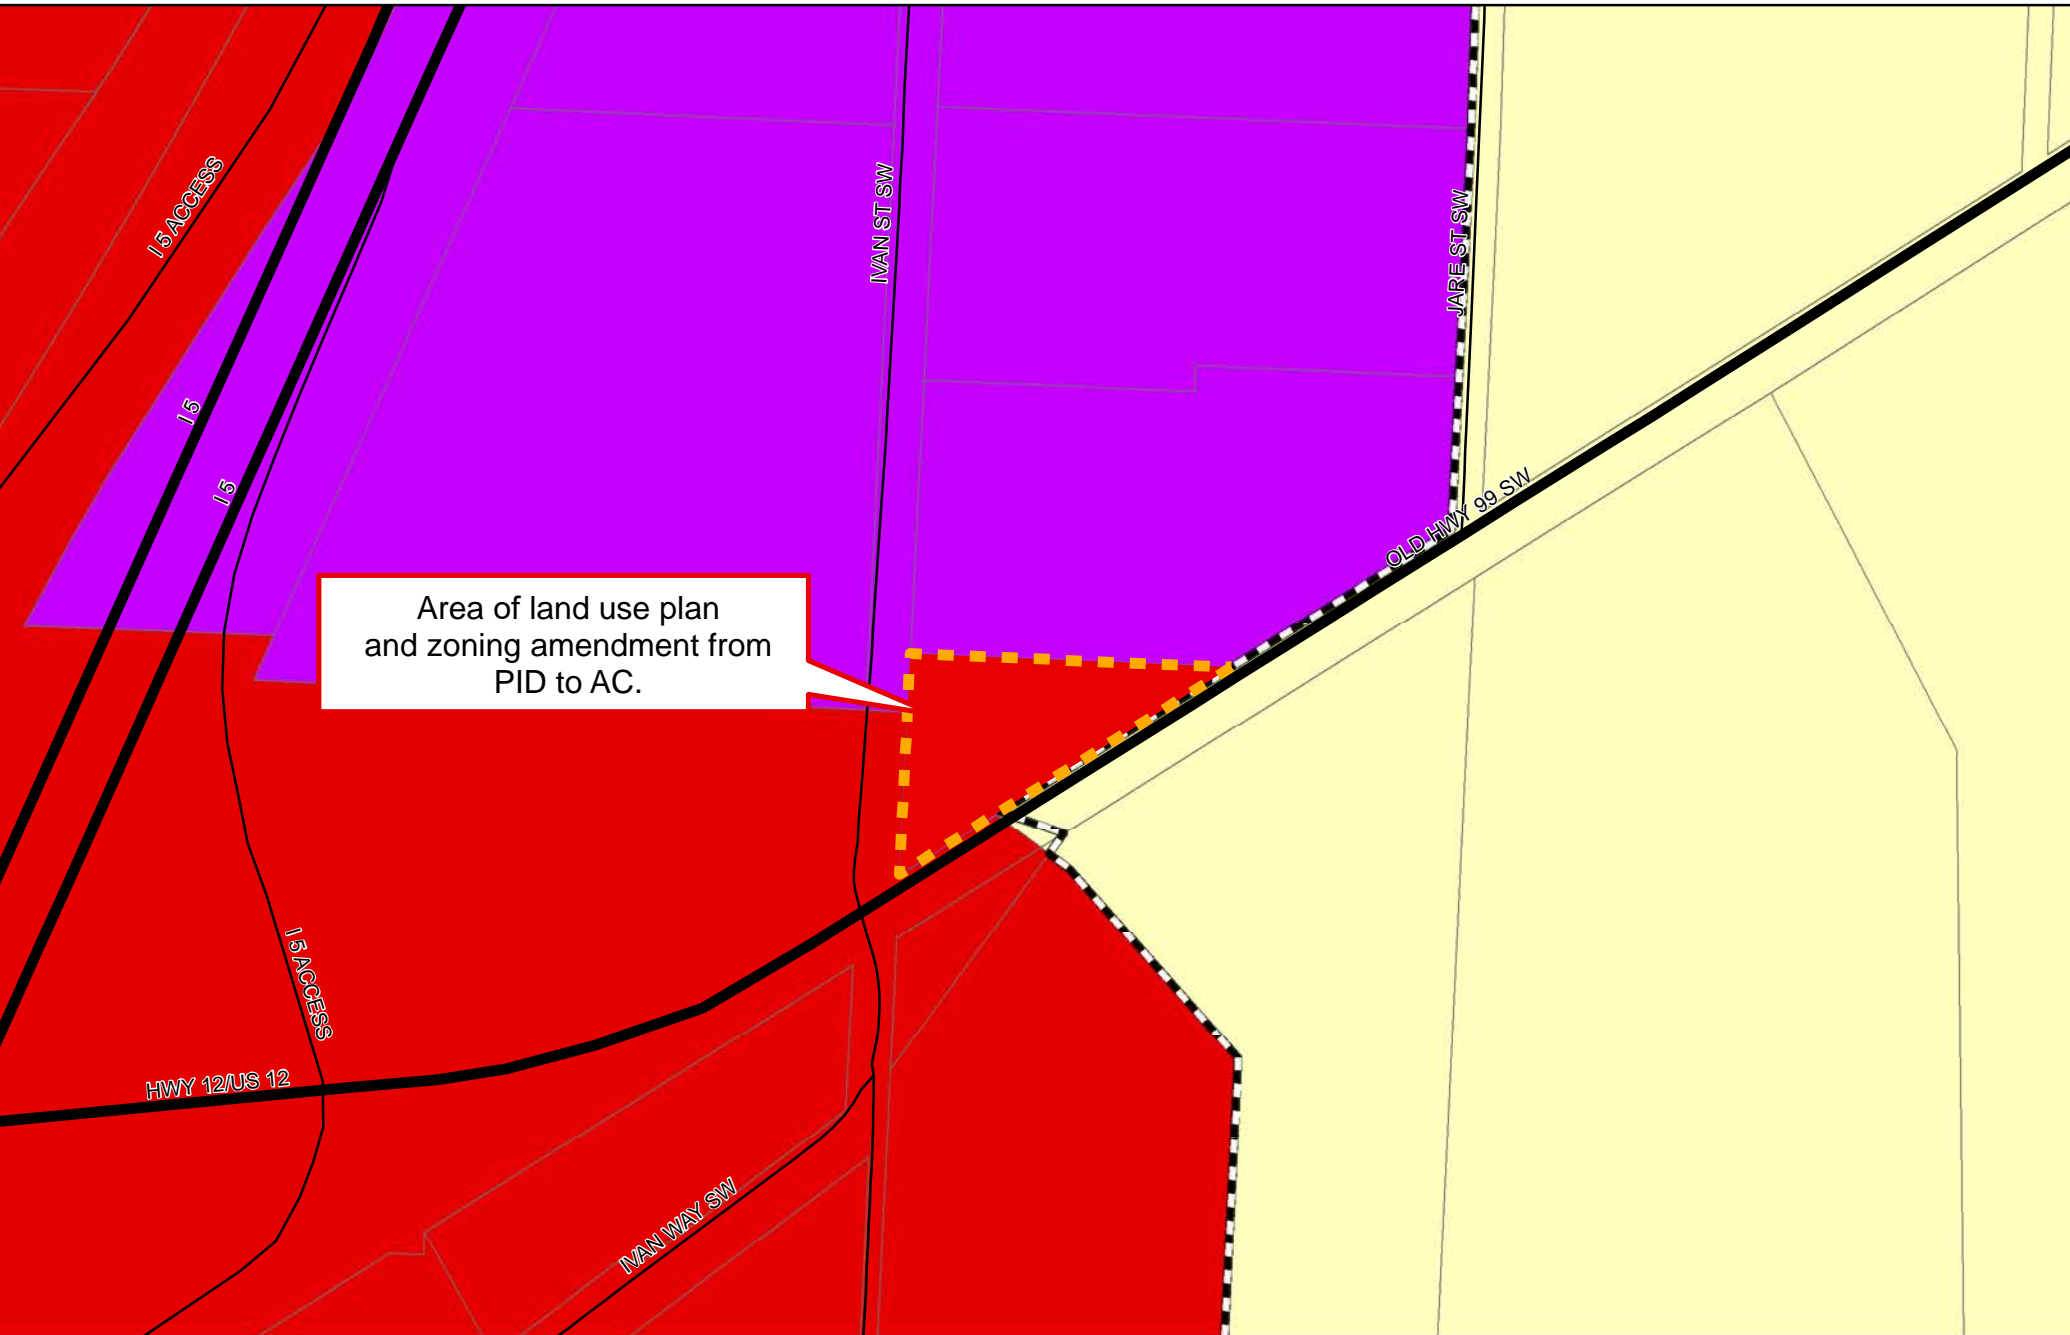 I 5 ACCESS
IVAN ST SW
JARE ST SW
I 5
I 5
OLD HWY 99 SW
Area of land use plan
and zoning amendment from
PID to AC.
I 5 ACCESS
HWY 12/US 12
IVAN WAY SW